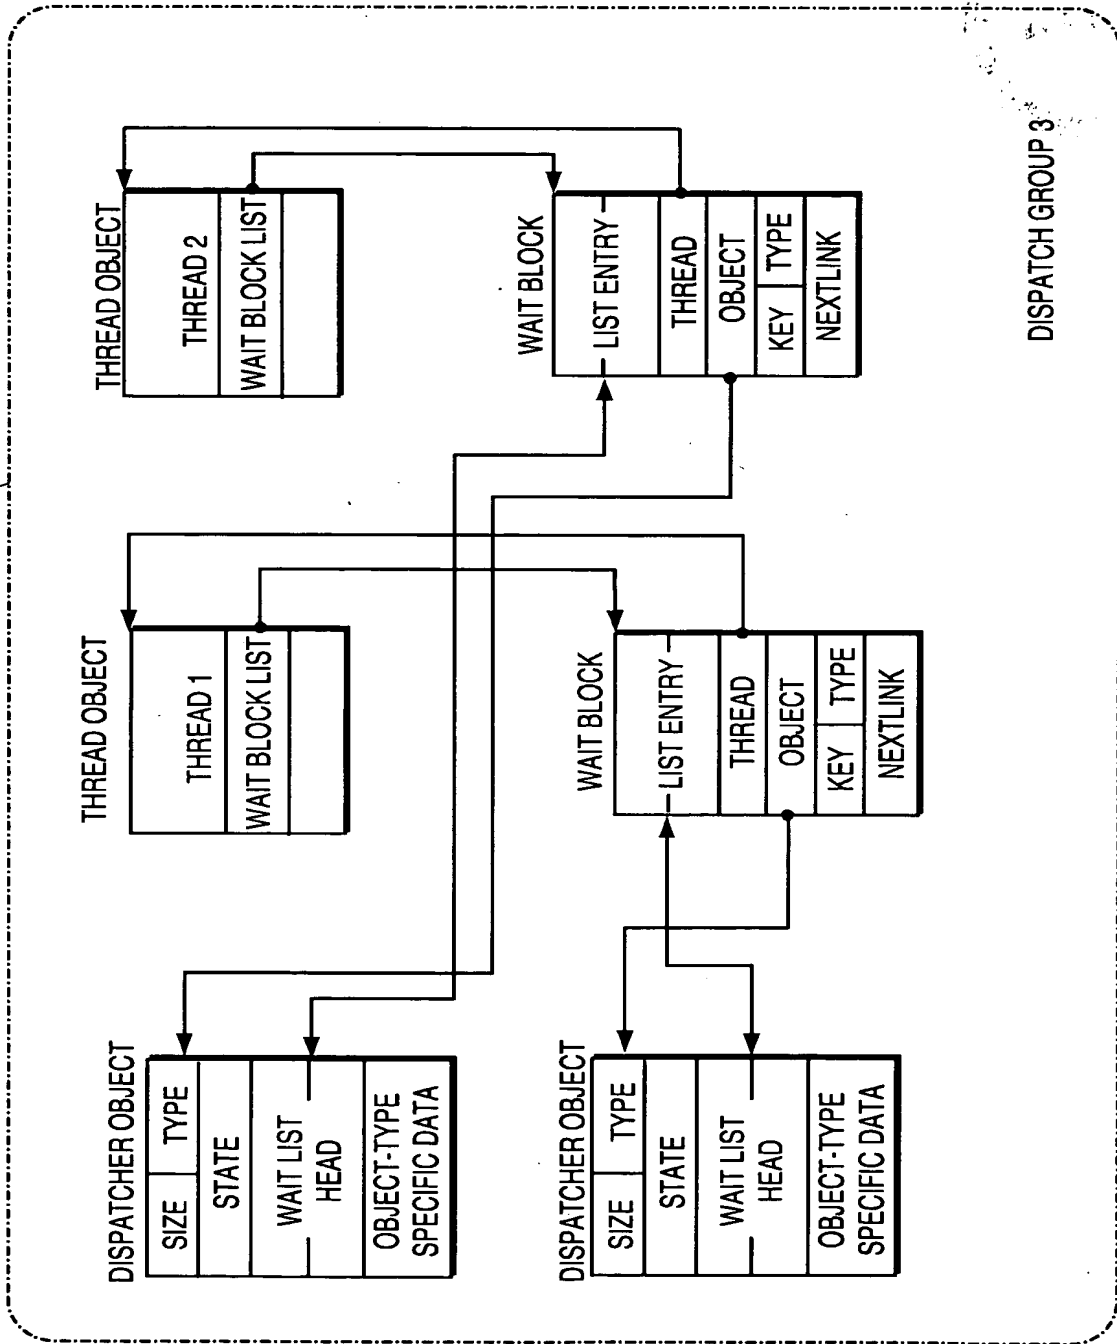 DISPATCHER OBJECT
SIZE TYPE
STATE
WAIT LIST
HEAD
OBJECT-TYPE
SPECIFIC DATA
DISPATCHER OBJECT
SIZE TYPE
STATE
WAIT LIST
HEAD
OBJECT-TYPE
SPECIFIC DATA
THREAD OBJECT
THREAD 1
WAIT BLOCK LIST
WAIT BLOCK
LIST ENTRY
THREAD
OBJECT
KEY TYPE
NEXTLINK
THREAD OBJECT
THREAD 2
WAIT BLOCK LIST
WAIT BLOCK
LIST ENTRY
THREAD
OBJECT
KEY TYPE
NEXTLINK
DISPATCH GROUP 3